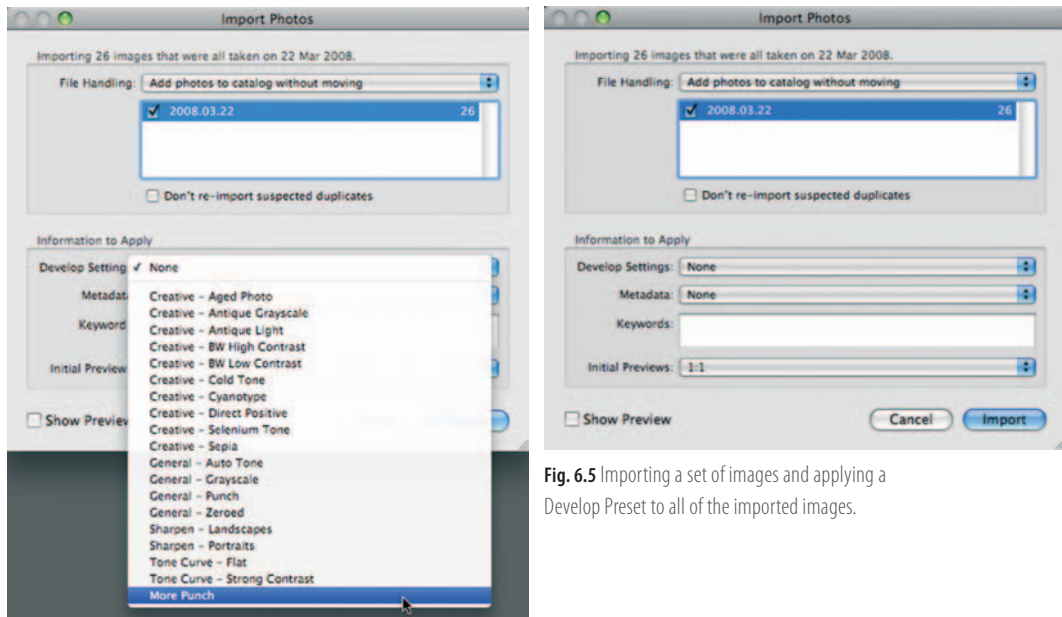 Import Photos
Importing 26 images that were all taken on 22 Mar 2008.
File Handling: Add photos to catalog without moving
2008.03.22 26
Don't re-import suspected duplicates
Information to Apply
Develop Setting ✓ None
Metadat
Keyword
Initial Preview
Show Preview
Creative – Aged Photo
Creative – Antique Grayscale
Creative – Antique Light
Creative – BW High Contrast
Creative – BW Low Contrast
Creative – Cold Tone
Creative – Cyanotype
Creative – Direct Positive
Creative – Selenium Tone
Creative – Sepia
General – Auto Tone
General – Grayscale
General – Punch
General – Zeroed
Sharpen – Landscapes
Sharpen – Portraits
Tone Curve – Flat
Tone Curve – Strong Contrast
More Punch
Import Photos
Importing 26 images that were all taken on 22 Mar 2008.
File Handling: Add photos to catalog without moving
2008.03.22 26
Don't re-import suspected duplicates
Information to Apply
Develop Settings: None
Metadata: None
Keywords:
Initial Previews: 1:1
Show Preview Cancel Import
Fig. 6.5 Importing a set of images and applying a
Develop Preset to all of the imported images.